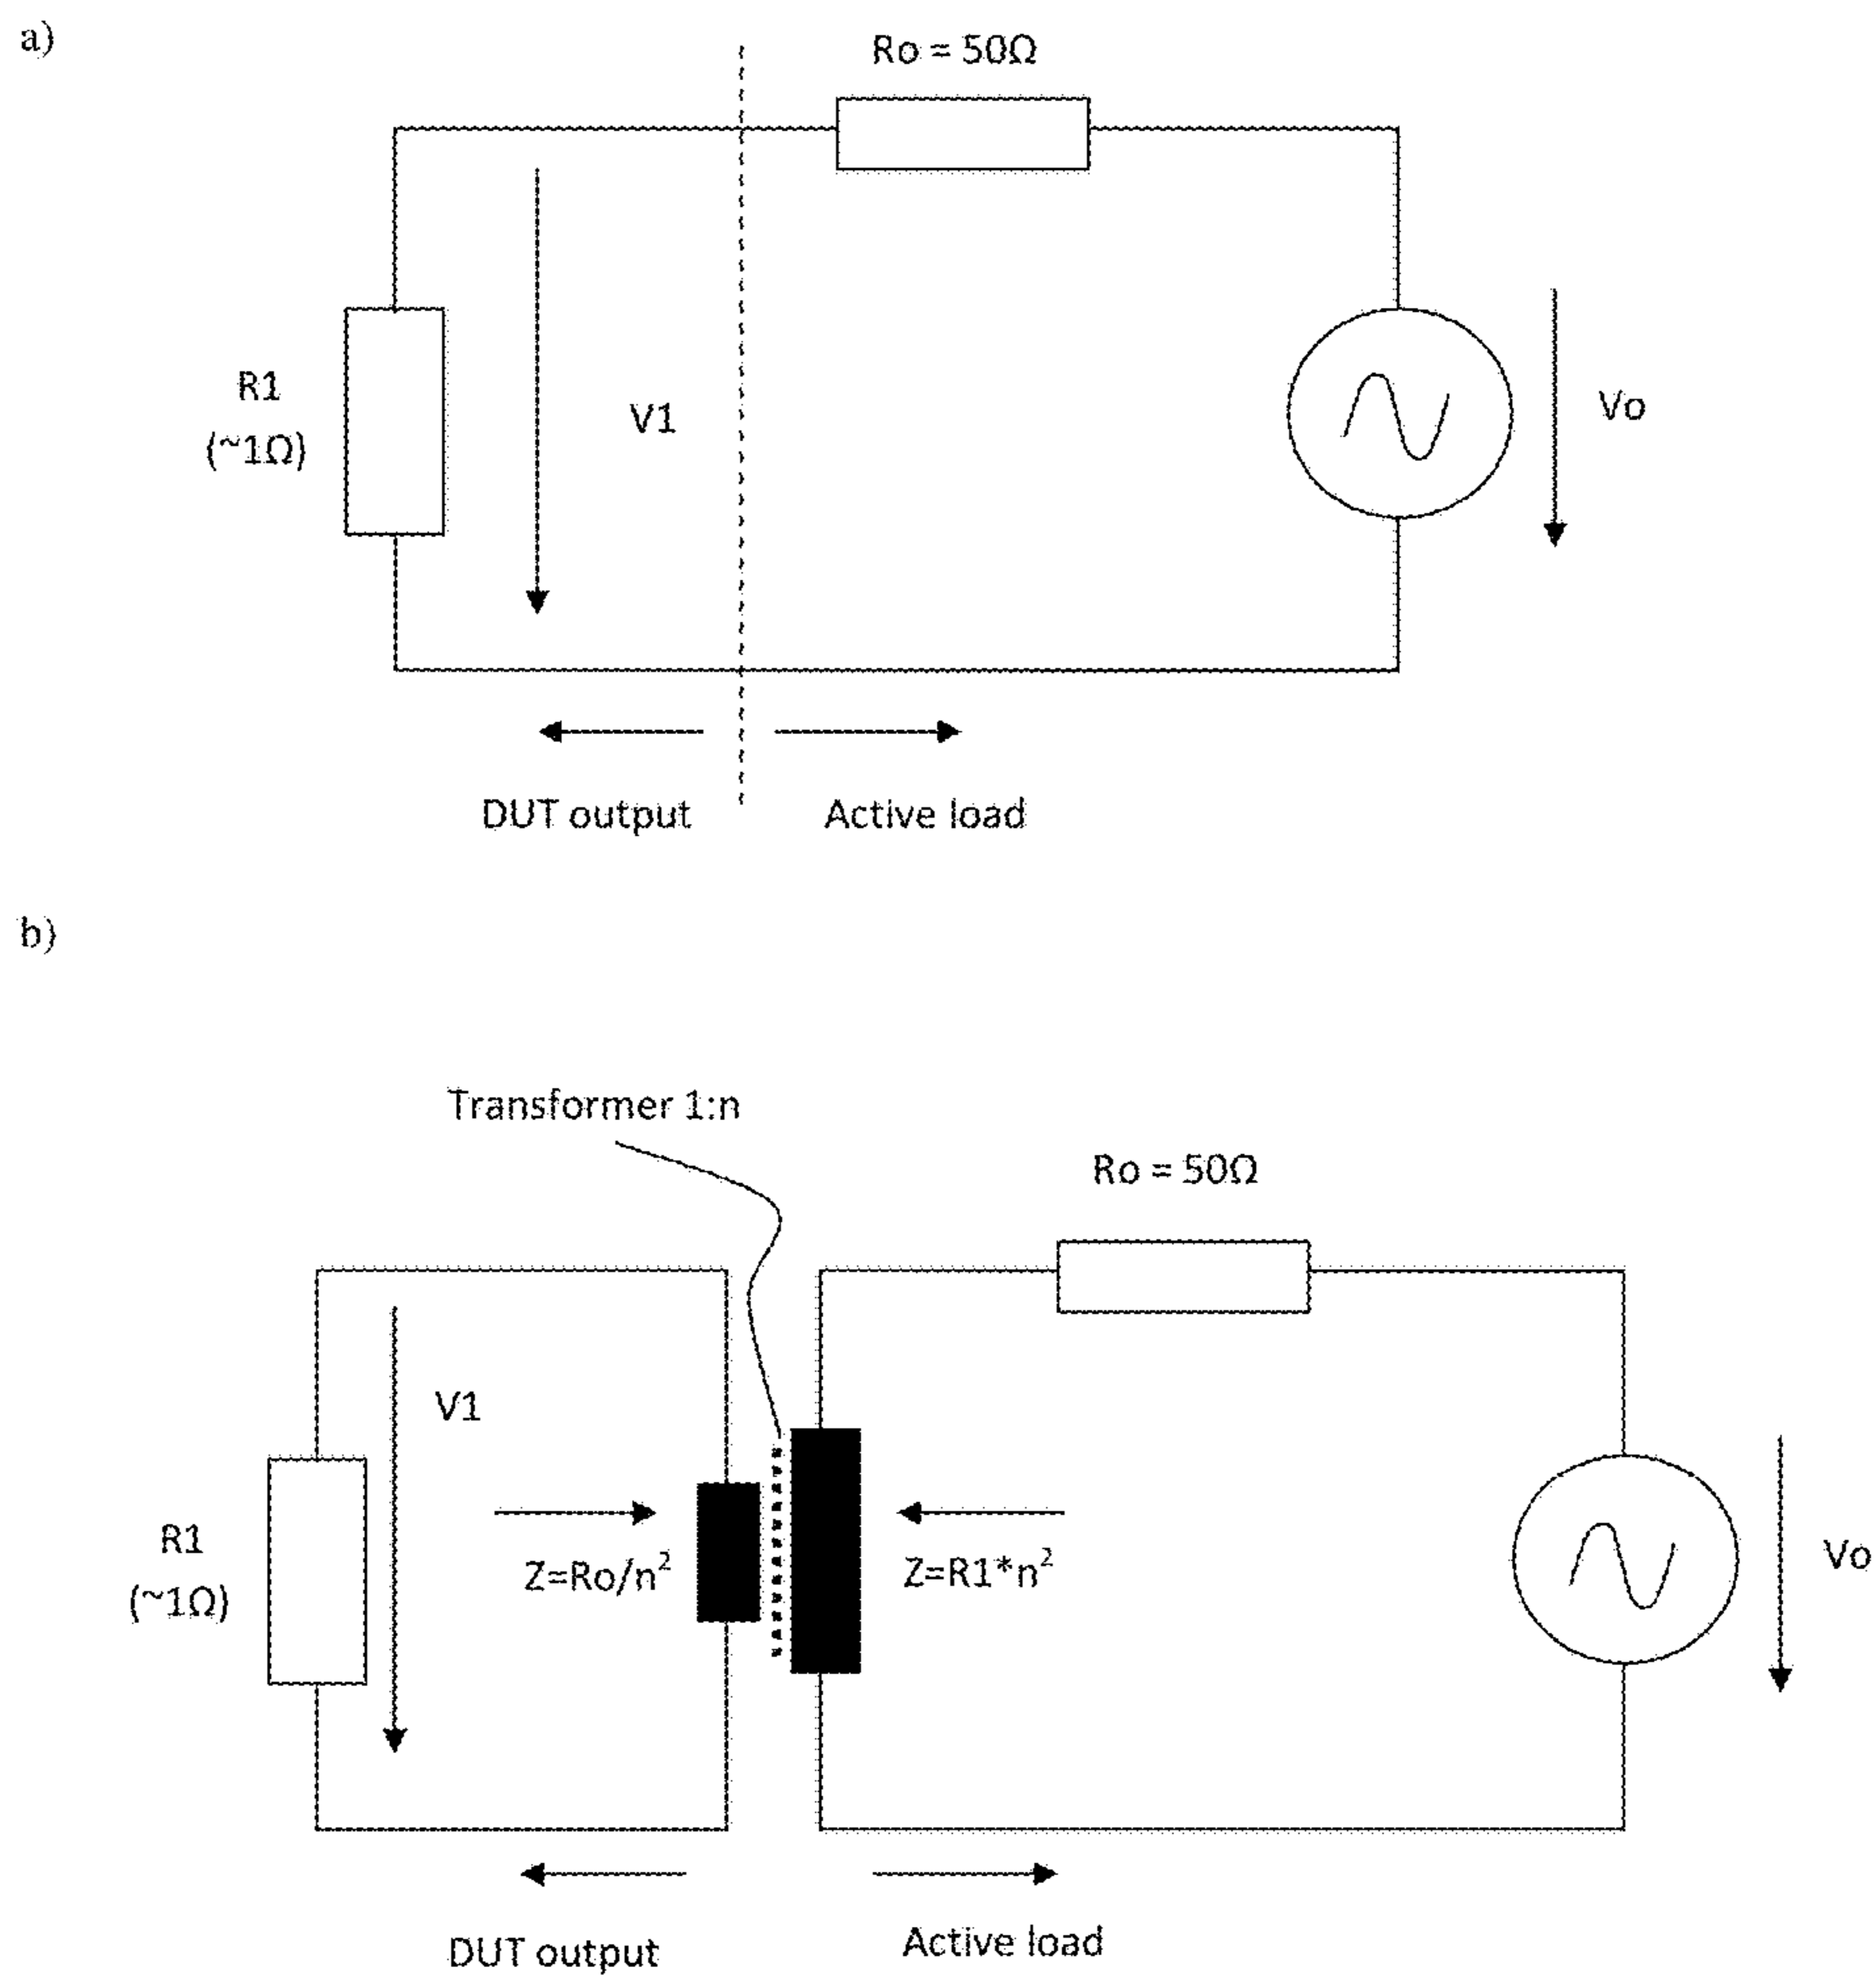 a)
Ro = 50Ω
R1
(~1Ω)
V1
Vo
DUT output
Active load
b)
Transformer 1:n
Ro = 50Ω
V1
R1
(~1Ω)
Z=Ro/n²
Z=R1*n²
Vo
DUT output
Active load